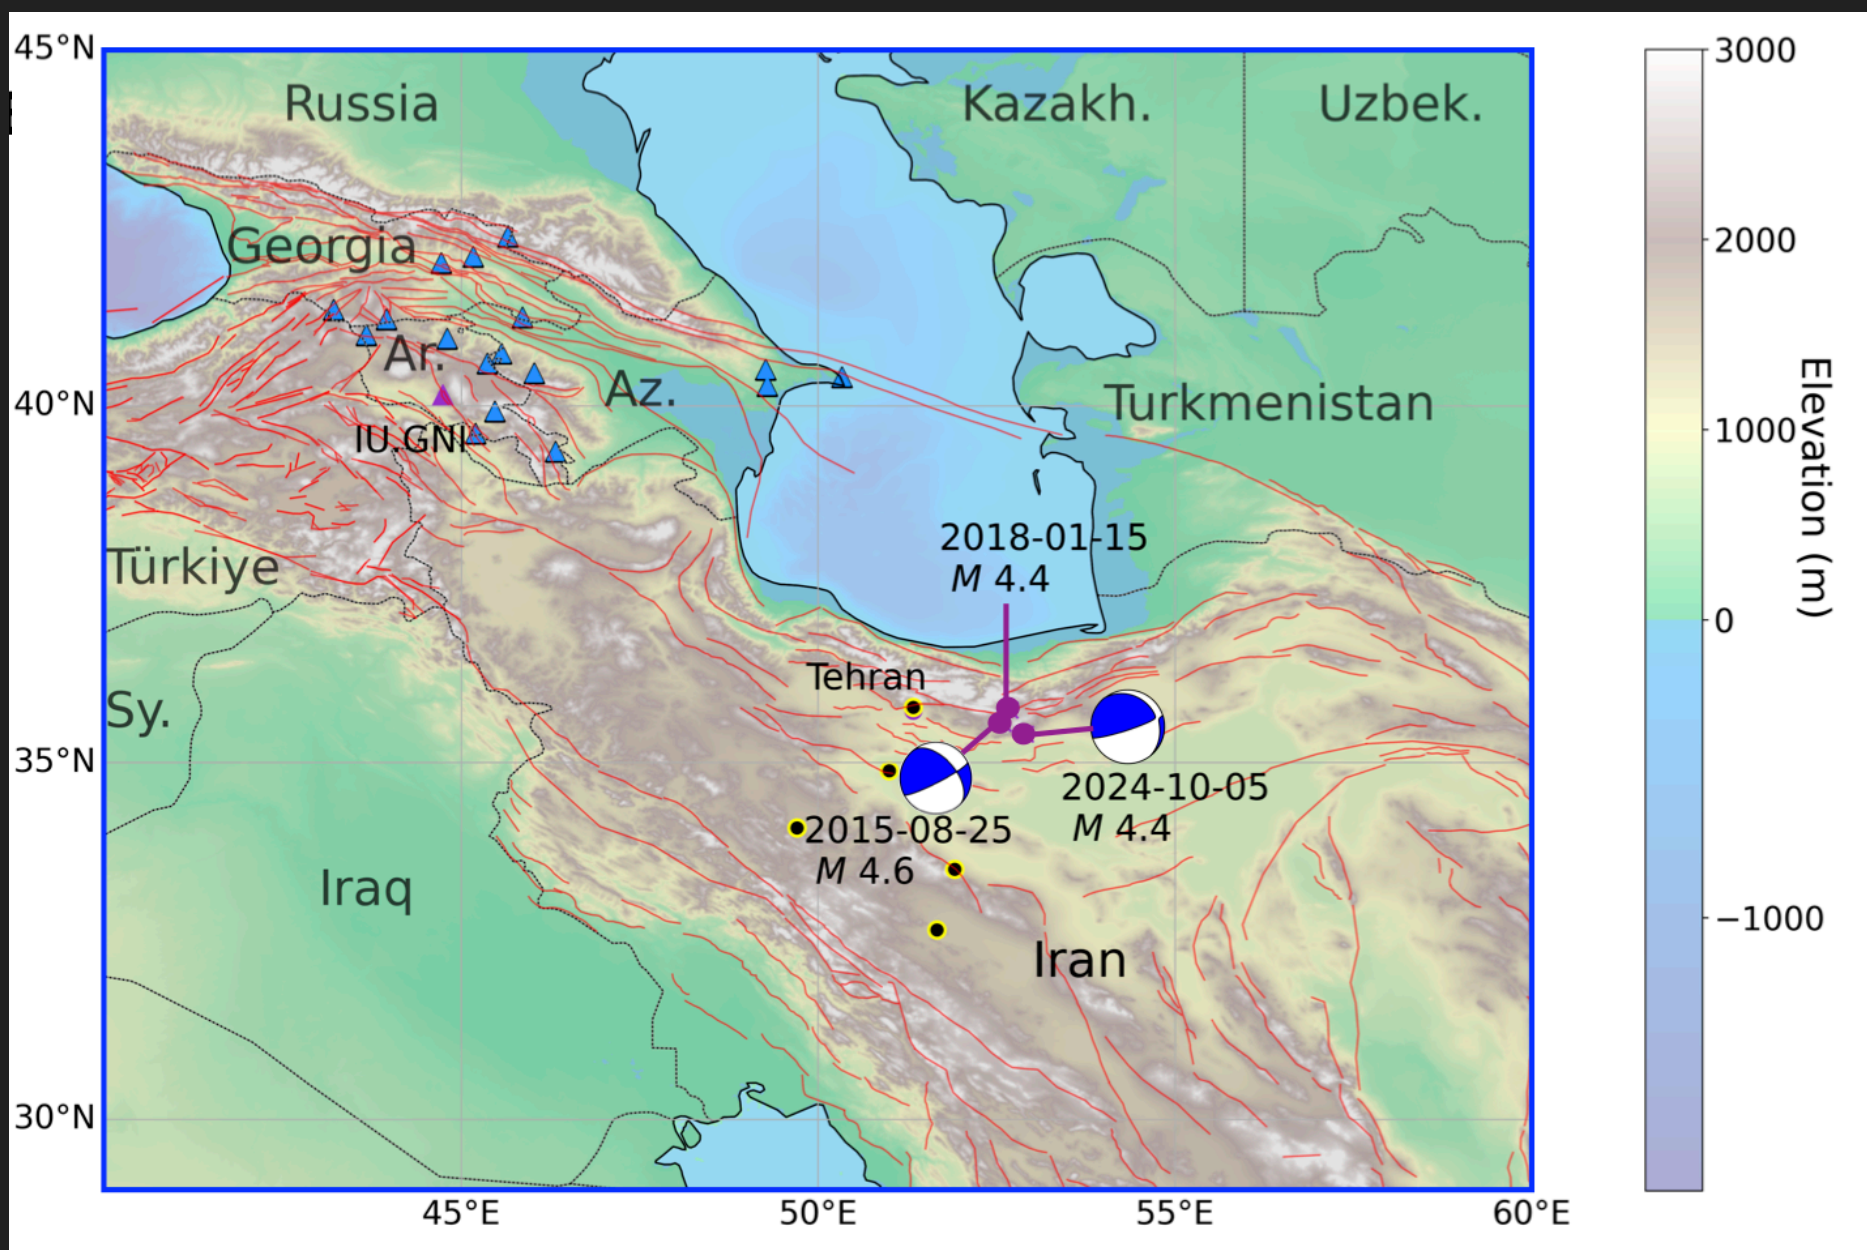 45°N
40°N
35°N
30°N
45°E
50°E
55°E
60°E
Russia
Kazakh.
Uzbek.
Georgia
Ar.
Az.
Turkmenistan
IU.GNI
Türkiye
2018-01-15
M 4.4
Tehran
Sy.
2024-10-05
M 4.4
2015-08-25
M 4.6
Iraq
Iran
3000
2000
1000
0
−1000
Elevation (m)